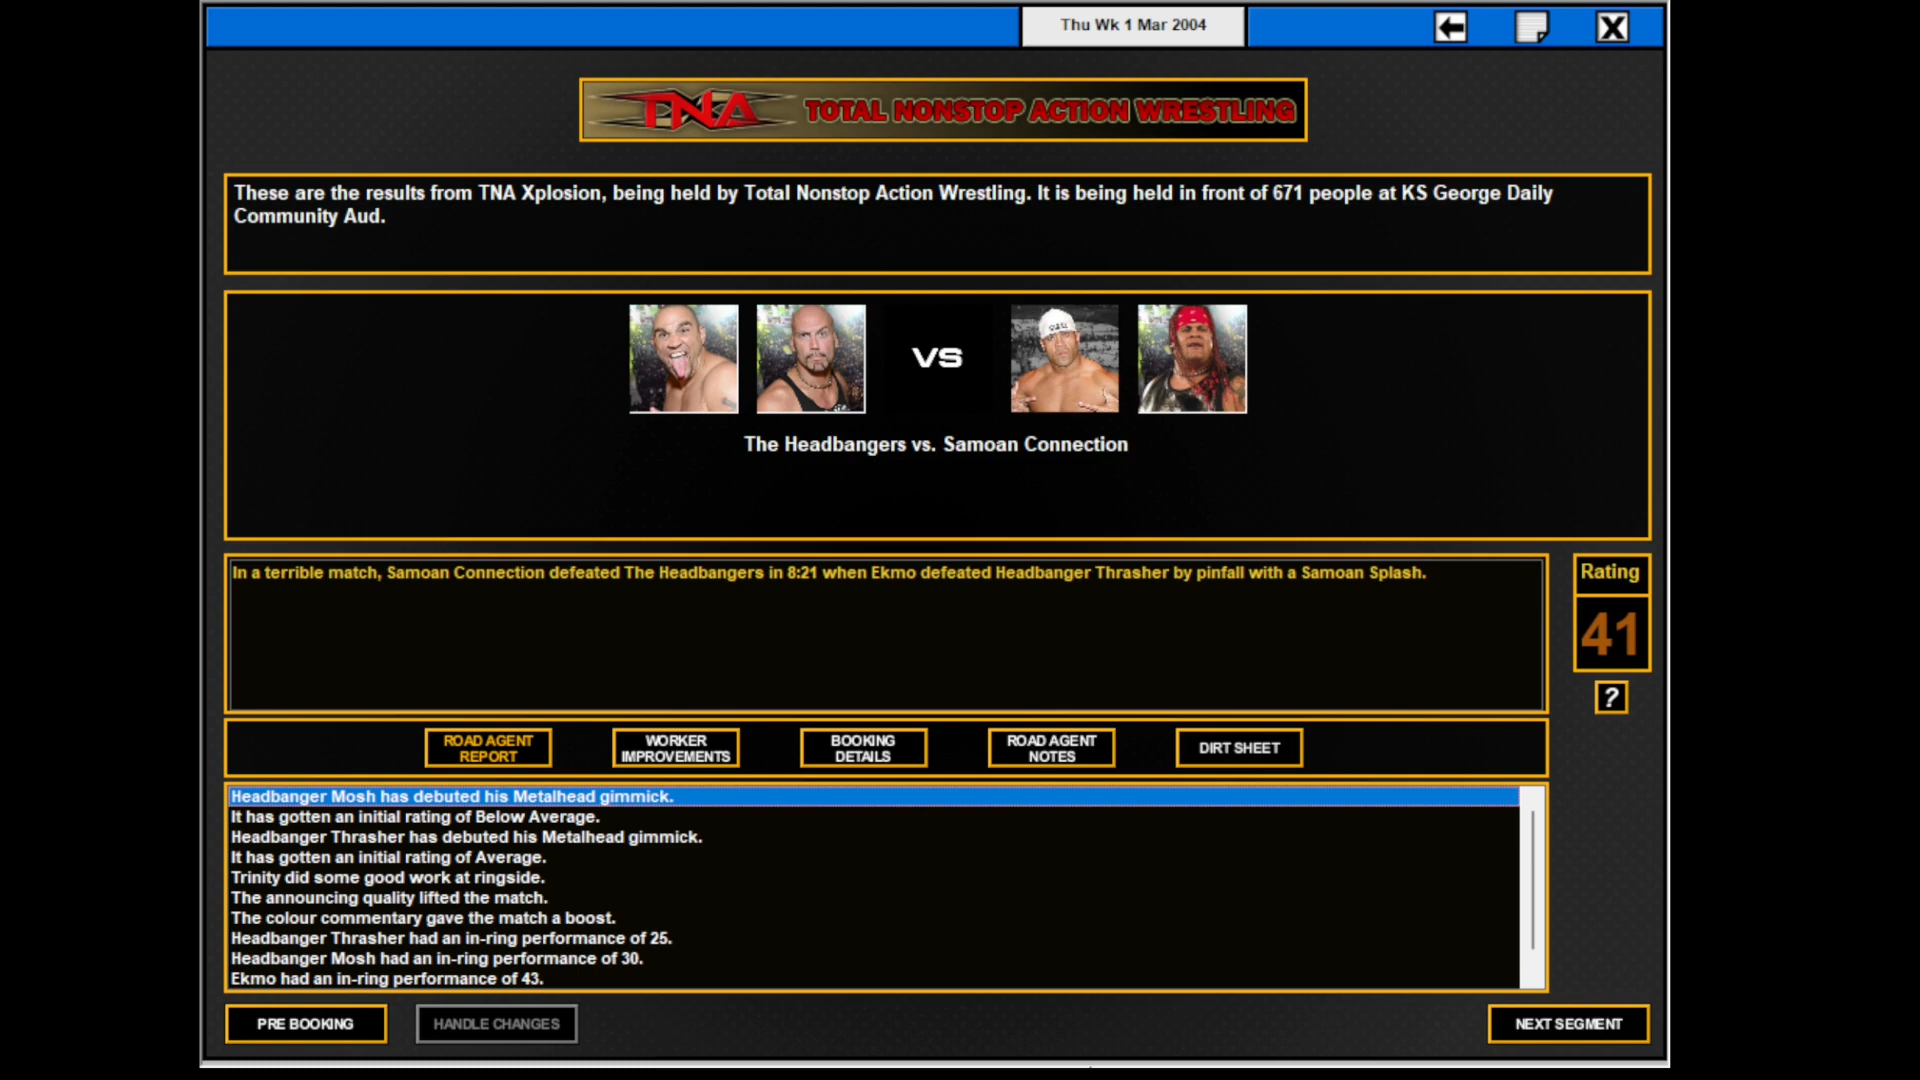 Thu Wk 1 Mar 2004
TNA TOTAL NONSTOP ACTION WRESTLING
These are the results from TNA Xplosion, being held by Total Nonstop Action Wrestling. It is being held in front of 671 people at KS George Daily
Community Aud.
VS
The Headbangers vs. Samoan Connection
In a terrible match, Samoan Connection defeated The Headbangers in 8:21 when Ekmo defeated Headbanger Thrasher by pinfall with a Samoan Splash.
Rating
41
?
ROAD AGENT
REPORT
WORKER
IMPROVEMENTS
BOOKING
DETAILS
ROAD AGENT
NOTES
DIRT SHEET
Headbanger Mosh has debuted his Metalhead gimmick.
It has gotten an initial rating of Below Average.
Headbanger Thrasher has debuted his Metalhead gimmick.
It has gotten an initial rating of Average.
Trinity did some good work at ringside.
The announcing quality lifted the match.
The colour commentary gave the match a boost.
Headbanger Thrasher had an in-ring performance of 25.
Headbanger Mosh had an in-ring performance of 30.
Ekmo had an in-ring performance of 43.
PRE BOOKING
HANDLE CHANGES
NEXT SEGMENT